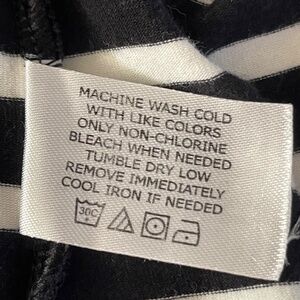 MACHINE WASH COLD
WITH LIKE COLORS
ONLY NON-CHLORINE
BLEACH WHEN NEEDED
TUMBLE DRY LOW
REMOVE IMMEDIATELY
COOL IRON IF NEEDED
30C